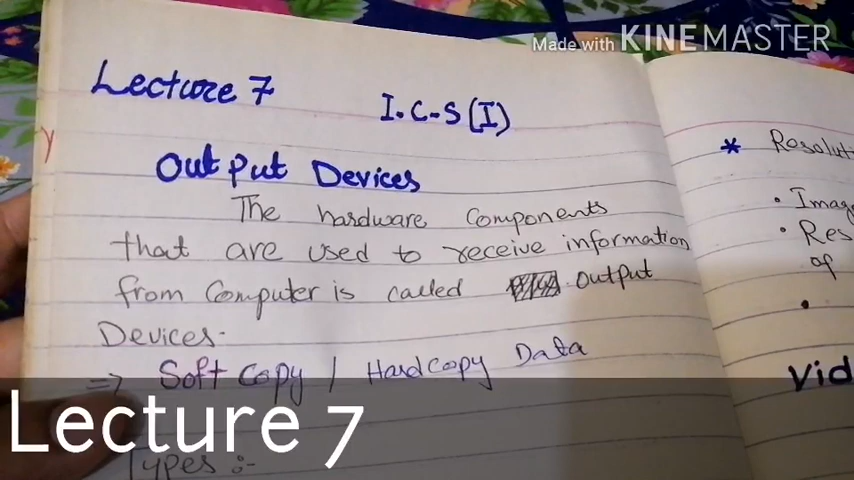 Made with KINEMASTER
Lecture 7
I.C-S(I)
Output Devices
The hardware components
that are used to receive information
from Computer is called Output
Devices.
=> Soft Copy / Hardcopy Data
Types :-
* Resoluti
• Imag
• Res
of
•
Vid
Lecture 7